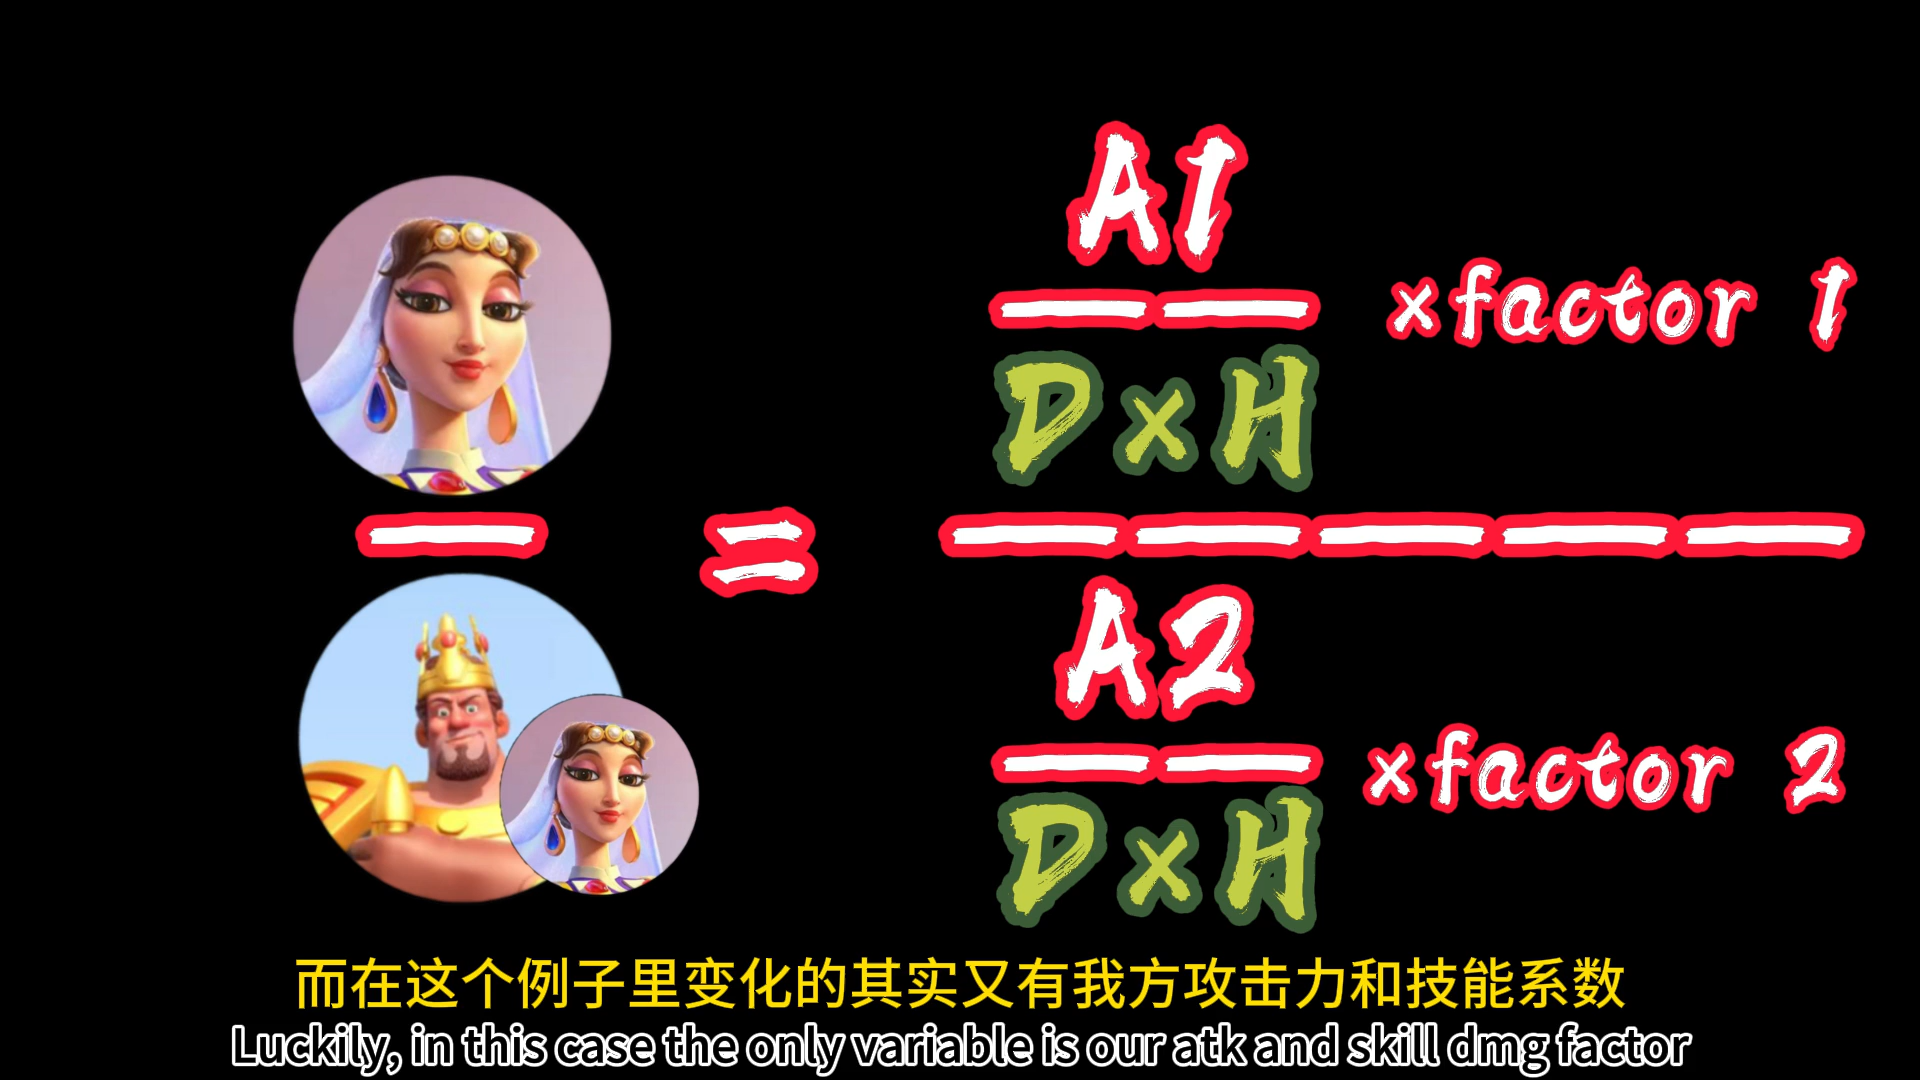 A1
×factor 1
D×H
=
A2
×factor 2
D×H
而在这个例子里变化的其实又有我方攻击力和技能系数
Luckily, in this case the only variable is our atk and skill dmg factor